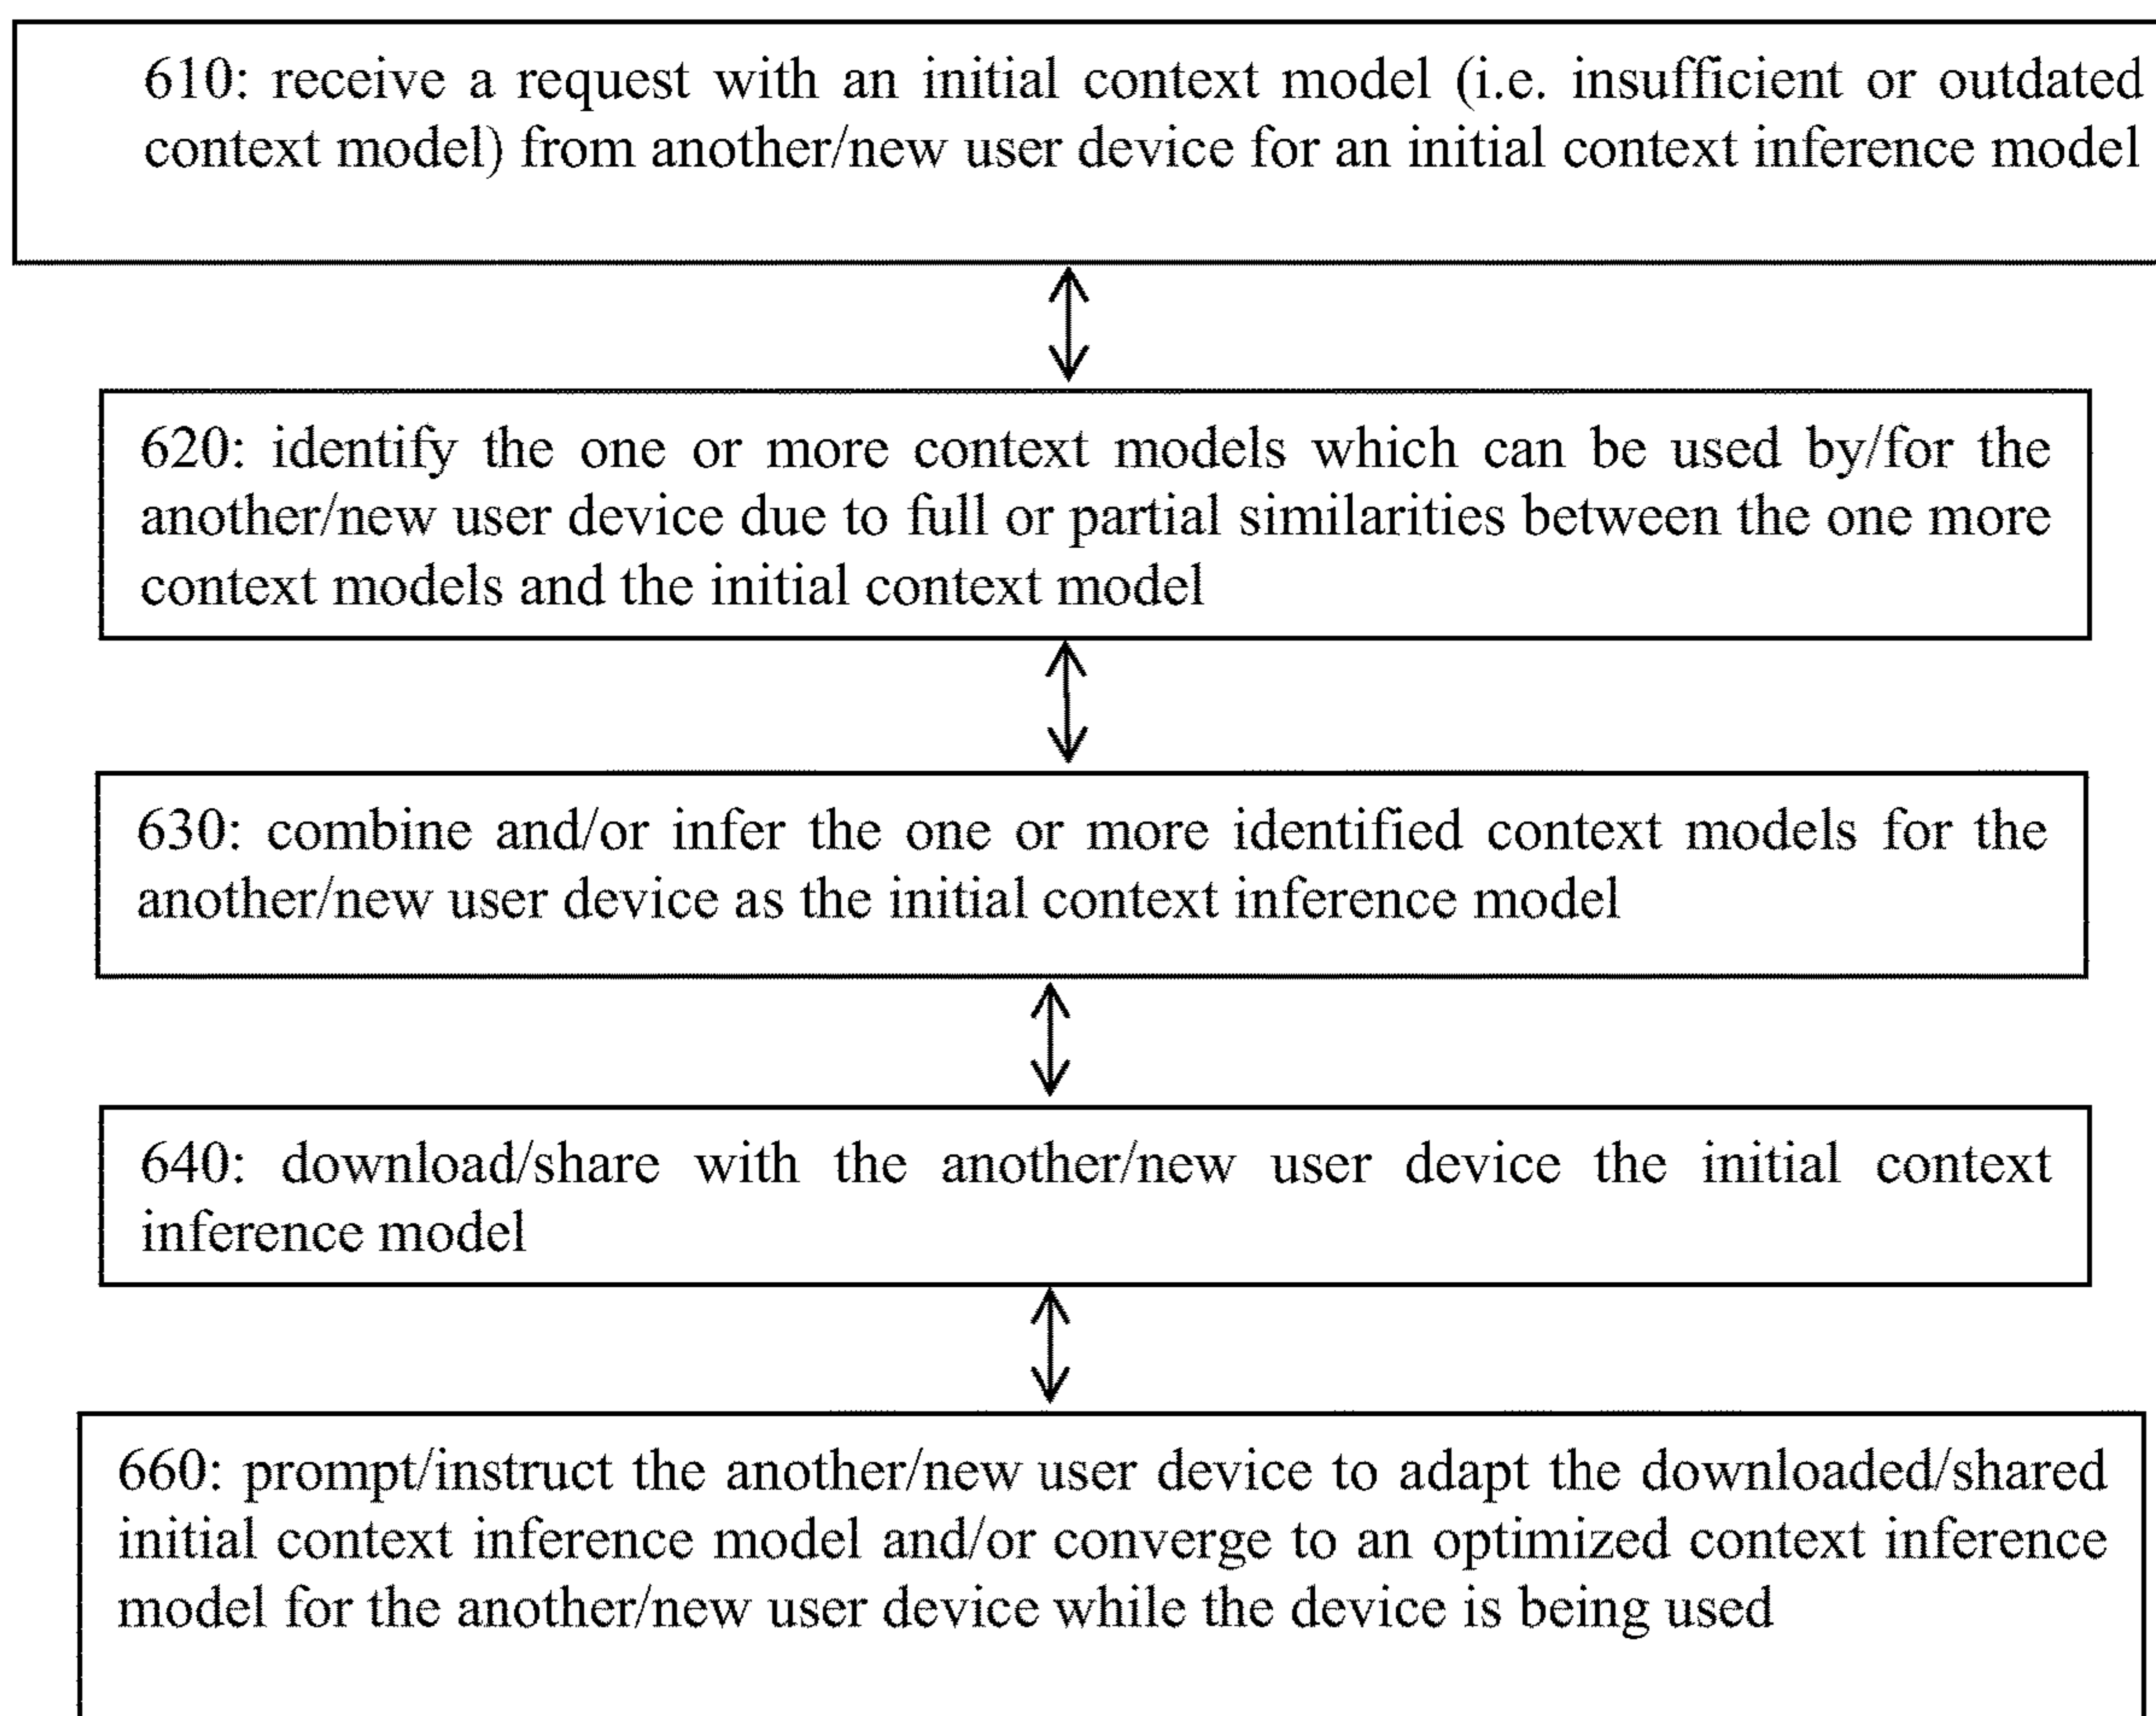 610: receive a request with an initial context model (i.e. insufficient or outdated
context model) from another/new user device for an initial context inference model
620: identify the one or more context models which can be used by/for the
another/new user device due to full or partial similarities between the one more
context models and the initial context model
630: combine and/or infer the one or more identified context models for the
another/new user device as the initial context inference model
640: download/share with the another/new user device the initial context
inference model
660: prompt/instruct the another/new user device to adapt the downloaded/shared
initial context inference model and/or converge to an optimized context inference
model for the another/new user device while the device is being used